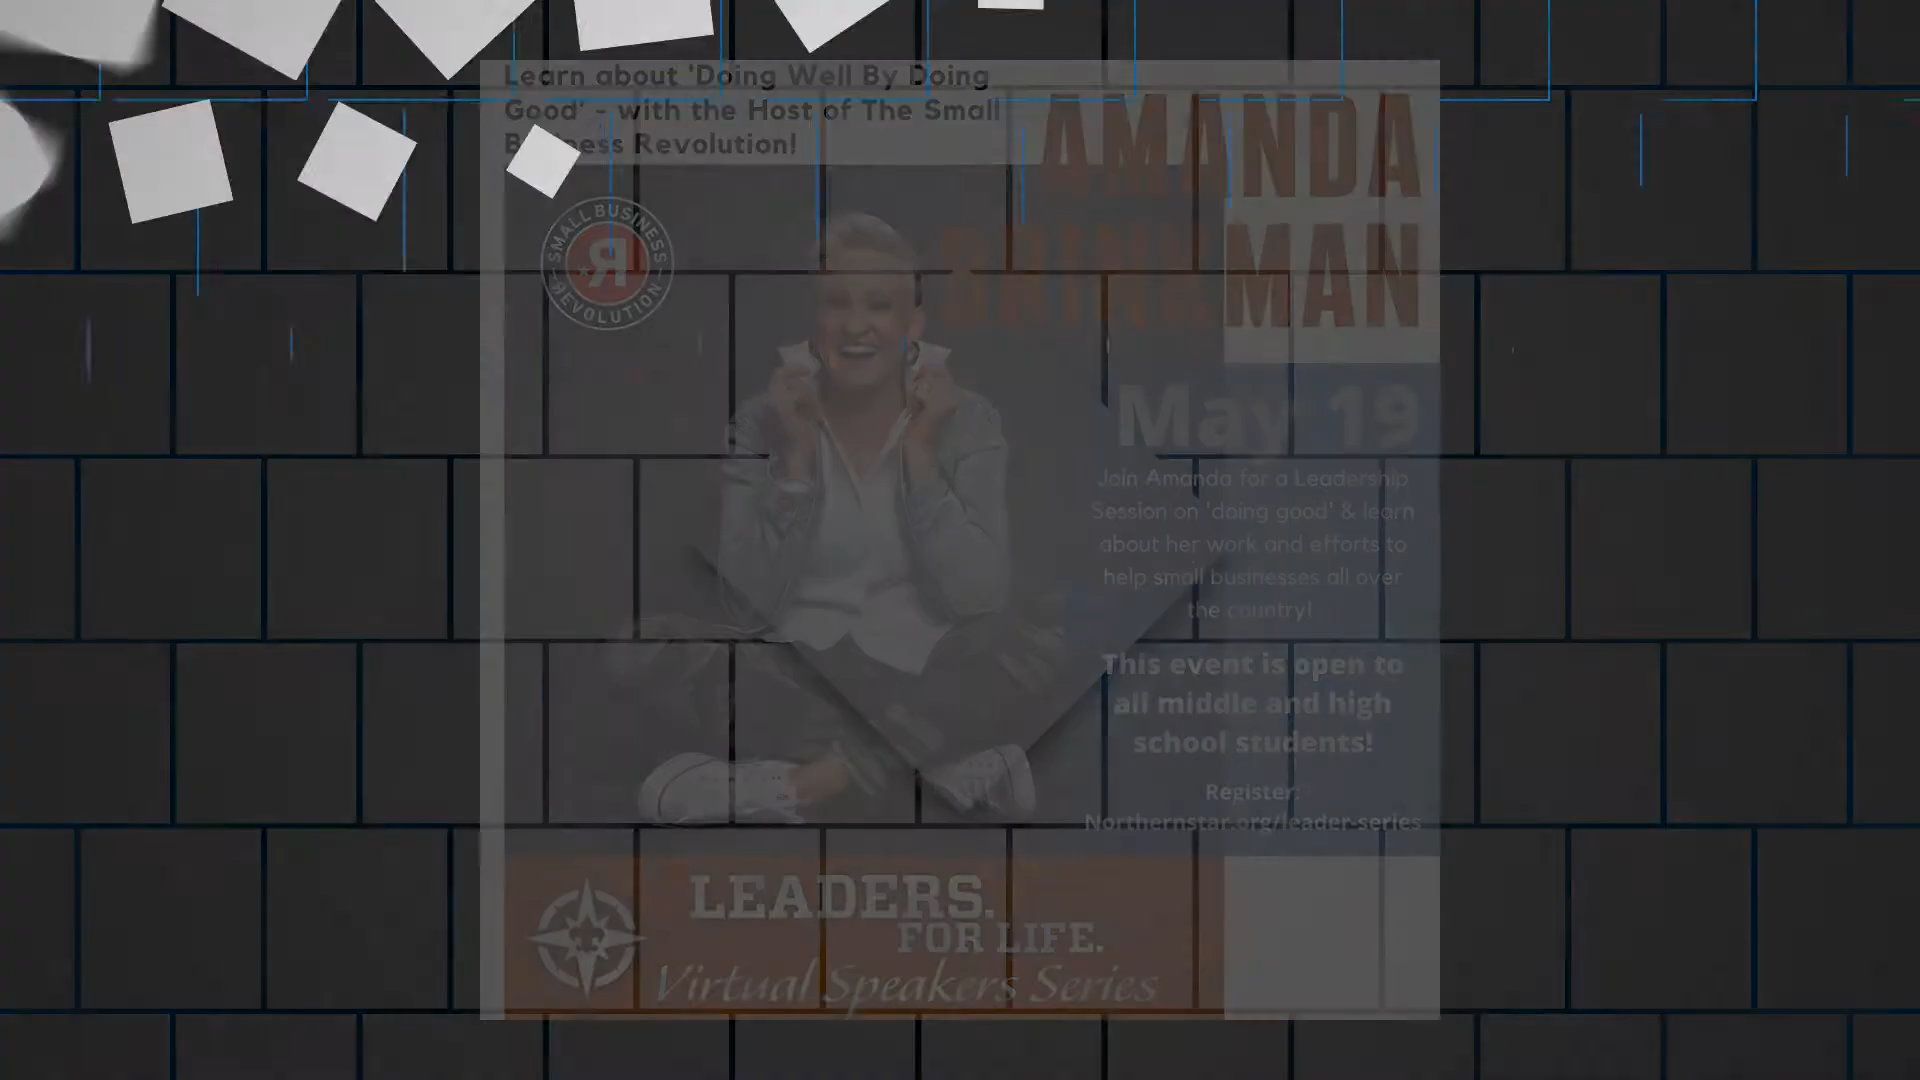 Learn about 'Doing Well By Doing
Good' - with the Host of The Small
Revolution!
AMANDA
BRINKMAN
SMALL BUSINESS
REVOLUTION
R
May 19
Join Amanda for a Leadership
Session on 'doing good' & learn
about her work and efforts to
help small businesses all over
the country!
This event is open to
all middle and high
school students!
Register:
Northernstar.org/leader-series
LEADERS.
FOR LIFE.
Virtual Speakers Series